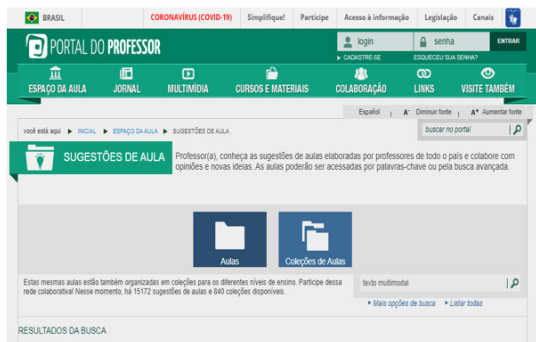 BRASIL CORONAVÍRUS (COVID-19) Simplifique! Participe Acesso à informação Legislação Canais
PORTAL DO PROFESSOR
login senha ENTRAR
CADASTRE-SE ESQUECEU SUA SENHA?
ESPAÇO DA AULA JORNAL MULTIMÍDIA CURSOS E MATERIAIS COLABORAÇÃO LINKS VISITE TAMBÉM
Español A- Diminuir fonte A+ Aumentar fonte
você está aqui INICIAL ESPAÇO DA AULA SUGESTÕES DE AULA buscar no portal
SUGESTÕES DE AULA
Professor(a), conheça as sugestões de aulas elaboradas por professores de todo o país e colabore com
opiniões e novas ideias. As aulas poderão ser acessadas por palavras-chave ou pela busca avançada.
Aulas Coleções de Aulas
Estas mesmas aulas estão também organizadas em coleções para os diferentes níveis de ensino. Participe dessa
rede colaborativa! Nesse momento, há 15172 sugestões de aulas e 840 coleções disponíveis.
texto multimodal
Mais opções de busca Listar todas
RESULTADOS DA BUSCA